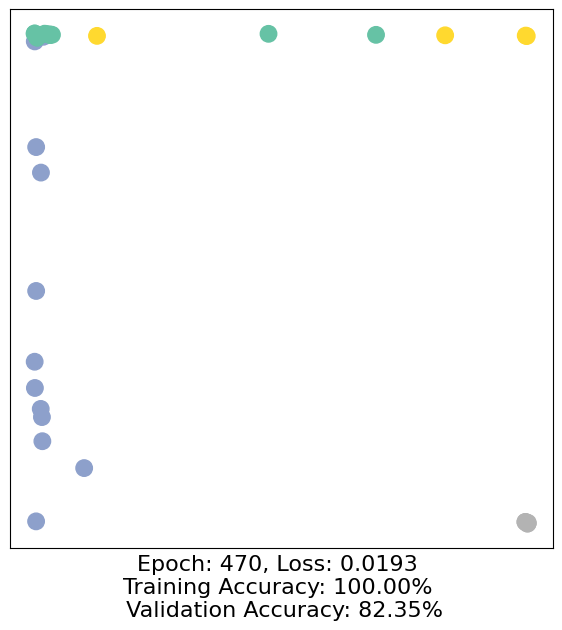 Epoch: 470, Loss: 0.0193
Training Accuracy: 100.00%
Validation Accuracy: 82.35%